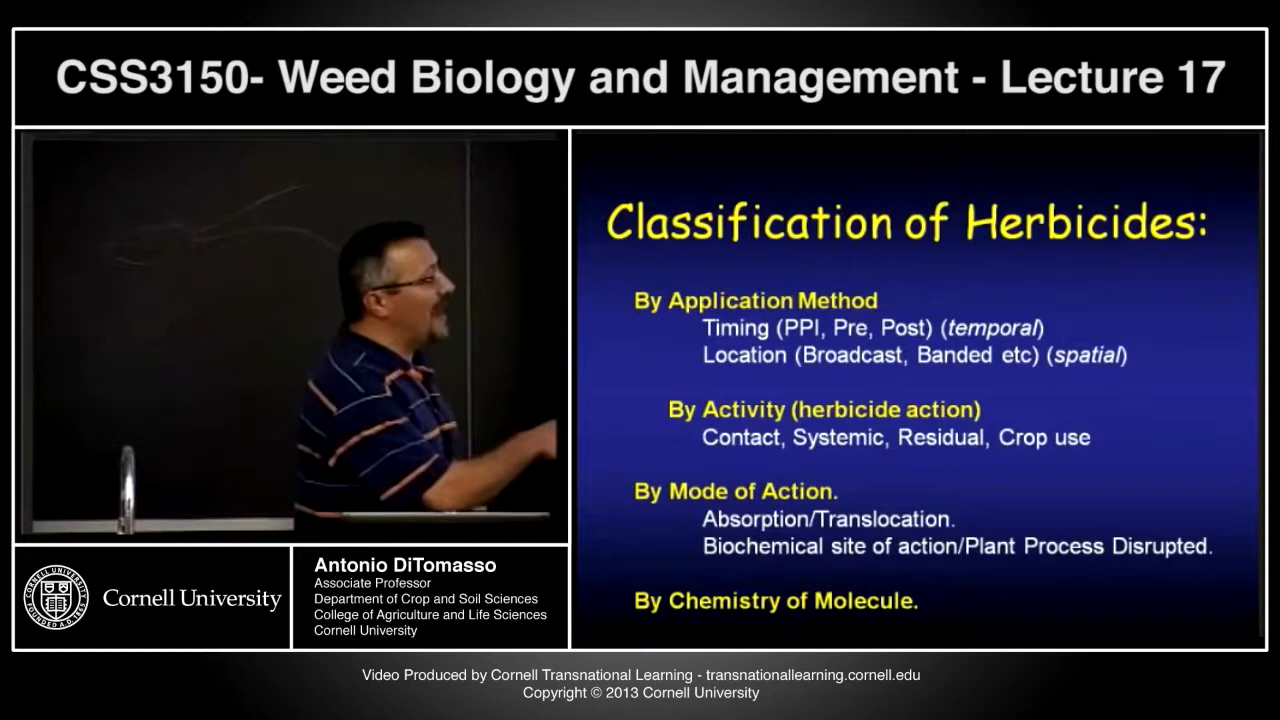 CSS3150- Weed Biology and Management - Lecture 17
Classification of Herbicides:
By Application Method
Timing (PPI, Pre, Post) (temporal)
Location (Broadcast, Banded etc) (spatial)
By Activity (herbicide action)
Contact, Systemic, Residual, Crop use
By Mode of Action.
Absorption/Translocation.
Biochemical site of action/Plant Process Disrupted.
By Chemistry of Molecule.
Cornell University
Antonio DiTomasso
Associate Professor
Department of Crop and Soil Sciences
College of Agriculture and Life Sciences
Cornell University
Video Produced by Cornell Transnational Learning - transnationallearning.cornell.edu
Copyright © 2013 Cornell University